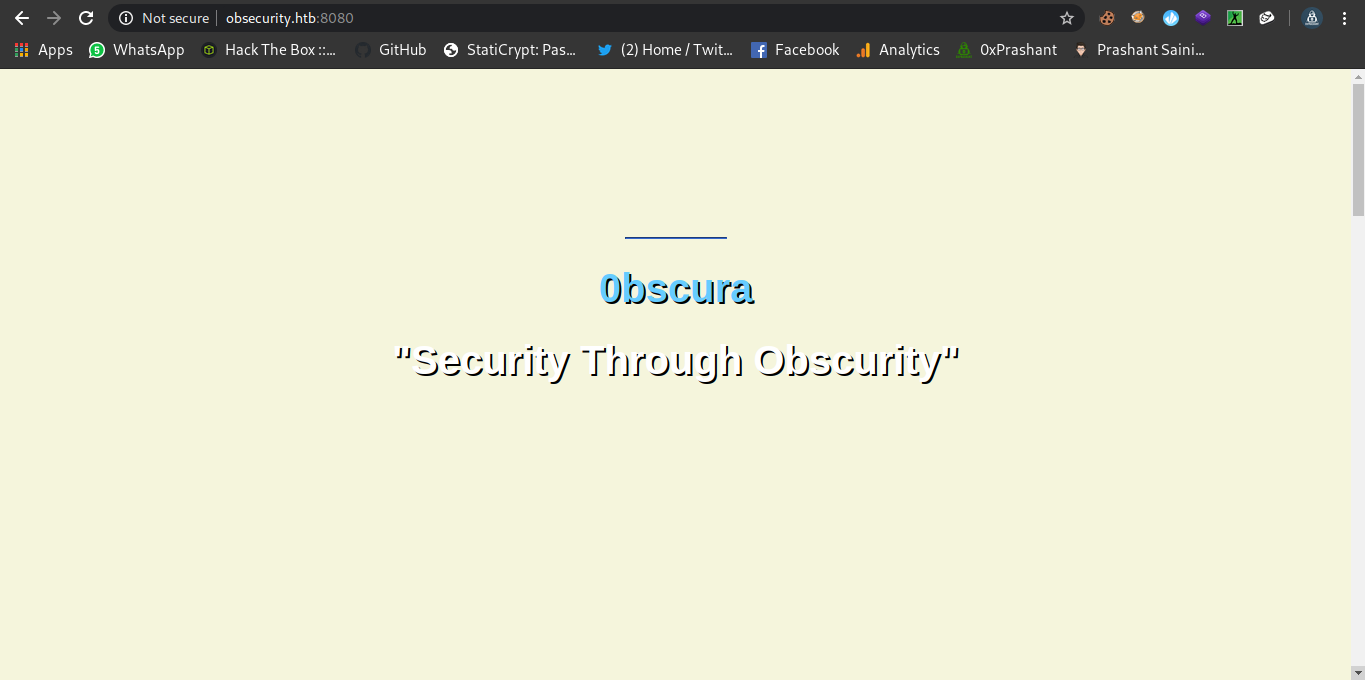 Not secure obsecurity.htb:8080
Apps WhatsApp Hack The Box ::... GitHub StatiCrypt: Pas... (2) Home / Twit... Facebook Analytics 0xPrashant Prashant Saini...
0bscura
"Security Through Obscurity"